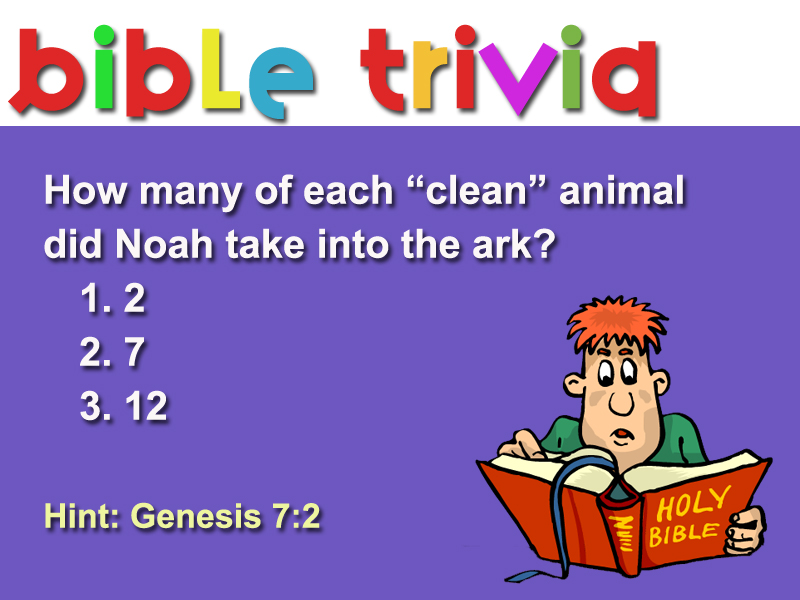 bible trivia
How many of each “clean” animal
did Noah take into the ark?
1. 2
2. 7
3. 12
Hint: Genesis 7:2
HOLY
BIBLE